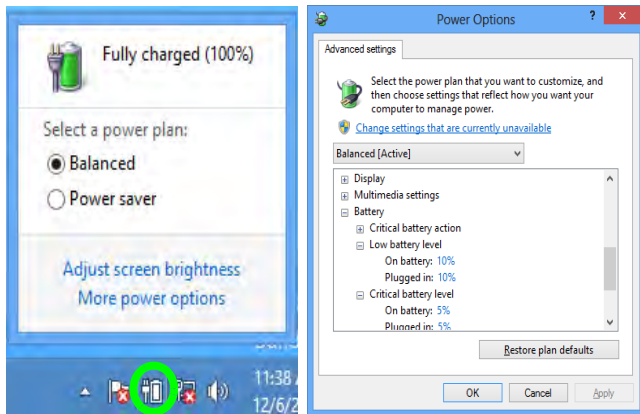 Fully charged (100%)
Select a power plan:
Balanced
Power saver
Adjust screen brightness
More power options
11:38
12/6/2
Power Options
?
x
Advanced settings
Select the power plan that you want to customize, and
then choose settings that reflect how you want your
computer to manage power.
Change settings that are currently unavailable
Balanced [Active]
Display
Multimedia settings
Battery
Critical battery action
Low battery level
On battery: 10%
Plugged in: 10%
Critical battery level
On battery: 5%
Plugged in: 5%
Restore plan defaults
OK
Cancel
Apply